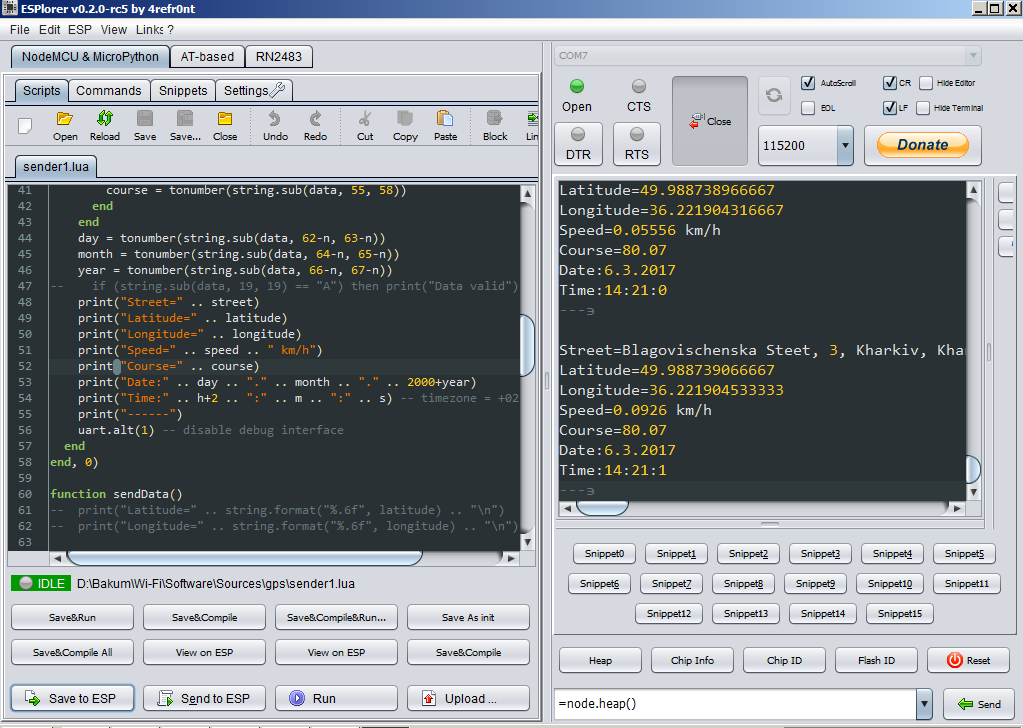 ESPlorer v0.2.0-rc5 by 4refr0nt
File Edit ESP View Links ?
NodeMCU & MicroPython AT-based RN2483
Scripts Commands Snippets Settings
Open Reload Save Save... Close Undo Redo Cut Copy Paste Block Lin
sender1.lua
41 course = tonumber(string.sub(data, 55, 58))
42 end
43 end
44 day = tonumber(string.sub(data, 62-n, 63-n))
45 month = tonumber(string.sub(data, 64-n, 65-n))
46 year = tonumber(string.sub(data, 66-n, 67-n))
47 -- if (string.sub(data, 19, 19) == "A") then print("Data valid")
48 print("Street=" .. street)
49 print("Latitude=" .. latitude)
50 print("Longitude=" .. longitude)
51 print("Speed=" .. speed .. " km/h")
52 print("Course=" .. course)
53 print("Date:" .. day .. "." .. month .. "." .. 2000+year)
54 print("Time:" .. h+2 .. ":" .. m .. ":" .. s) -- timezone = +02
55 print("------")
56 uart.alt(1) -- disable debug interface
57 end
58 end, 0)
59
60 function sendData()
61 -- print("Latitude=" .. string.format("%.6f", latitude) .. "\n")
62 -- print("Longitude=" .. string.format("%.6f", longitude) .. "\n")
63
IDLE D:\Bakum\Wi-Fi\Software\Sources\gps\sender1.lua
Save&Run Save&Compile Save&Compile&Run... Save As init
Save&Compile All View on ESP View on ESP Save&Compile
Save to ESP Send to ESP Run Upload ...
COM7
Open CTS Close AutoScroll CR Hide Editor
EOL LF Hide Terminal
DTR RTS 115200 Donate
Latitude=49.988738966667
Longitude=36.221904316667
Speed=0.05556 km/h
Course=80.07
Date:6.3.2017
Time:14:21:0
---э
Street=Blagovischenska Steet, 3, Kharkiv, Kha
Latitude=49.988739066667
Longitude=36.221904533333
Speed=0.0926 km/h
Course=80.07
Date:6.3.2017
Time:14:21:1
---э
Snippet0 Snippet1 Snippet2 Snippet3 Snippet4 Snippet5
Snippet6 Snippet7 Snippet8 Snippet9 Snippet10 Snippet11
Snippet12 Snippet13 Snippet14 Snippet15
Heap Chip Info Chip ID Flash ID Reset
=node.heap() Send